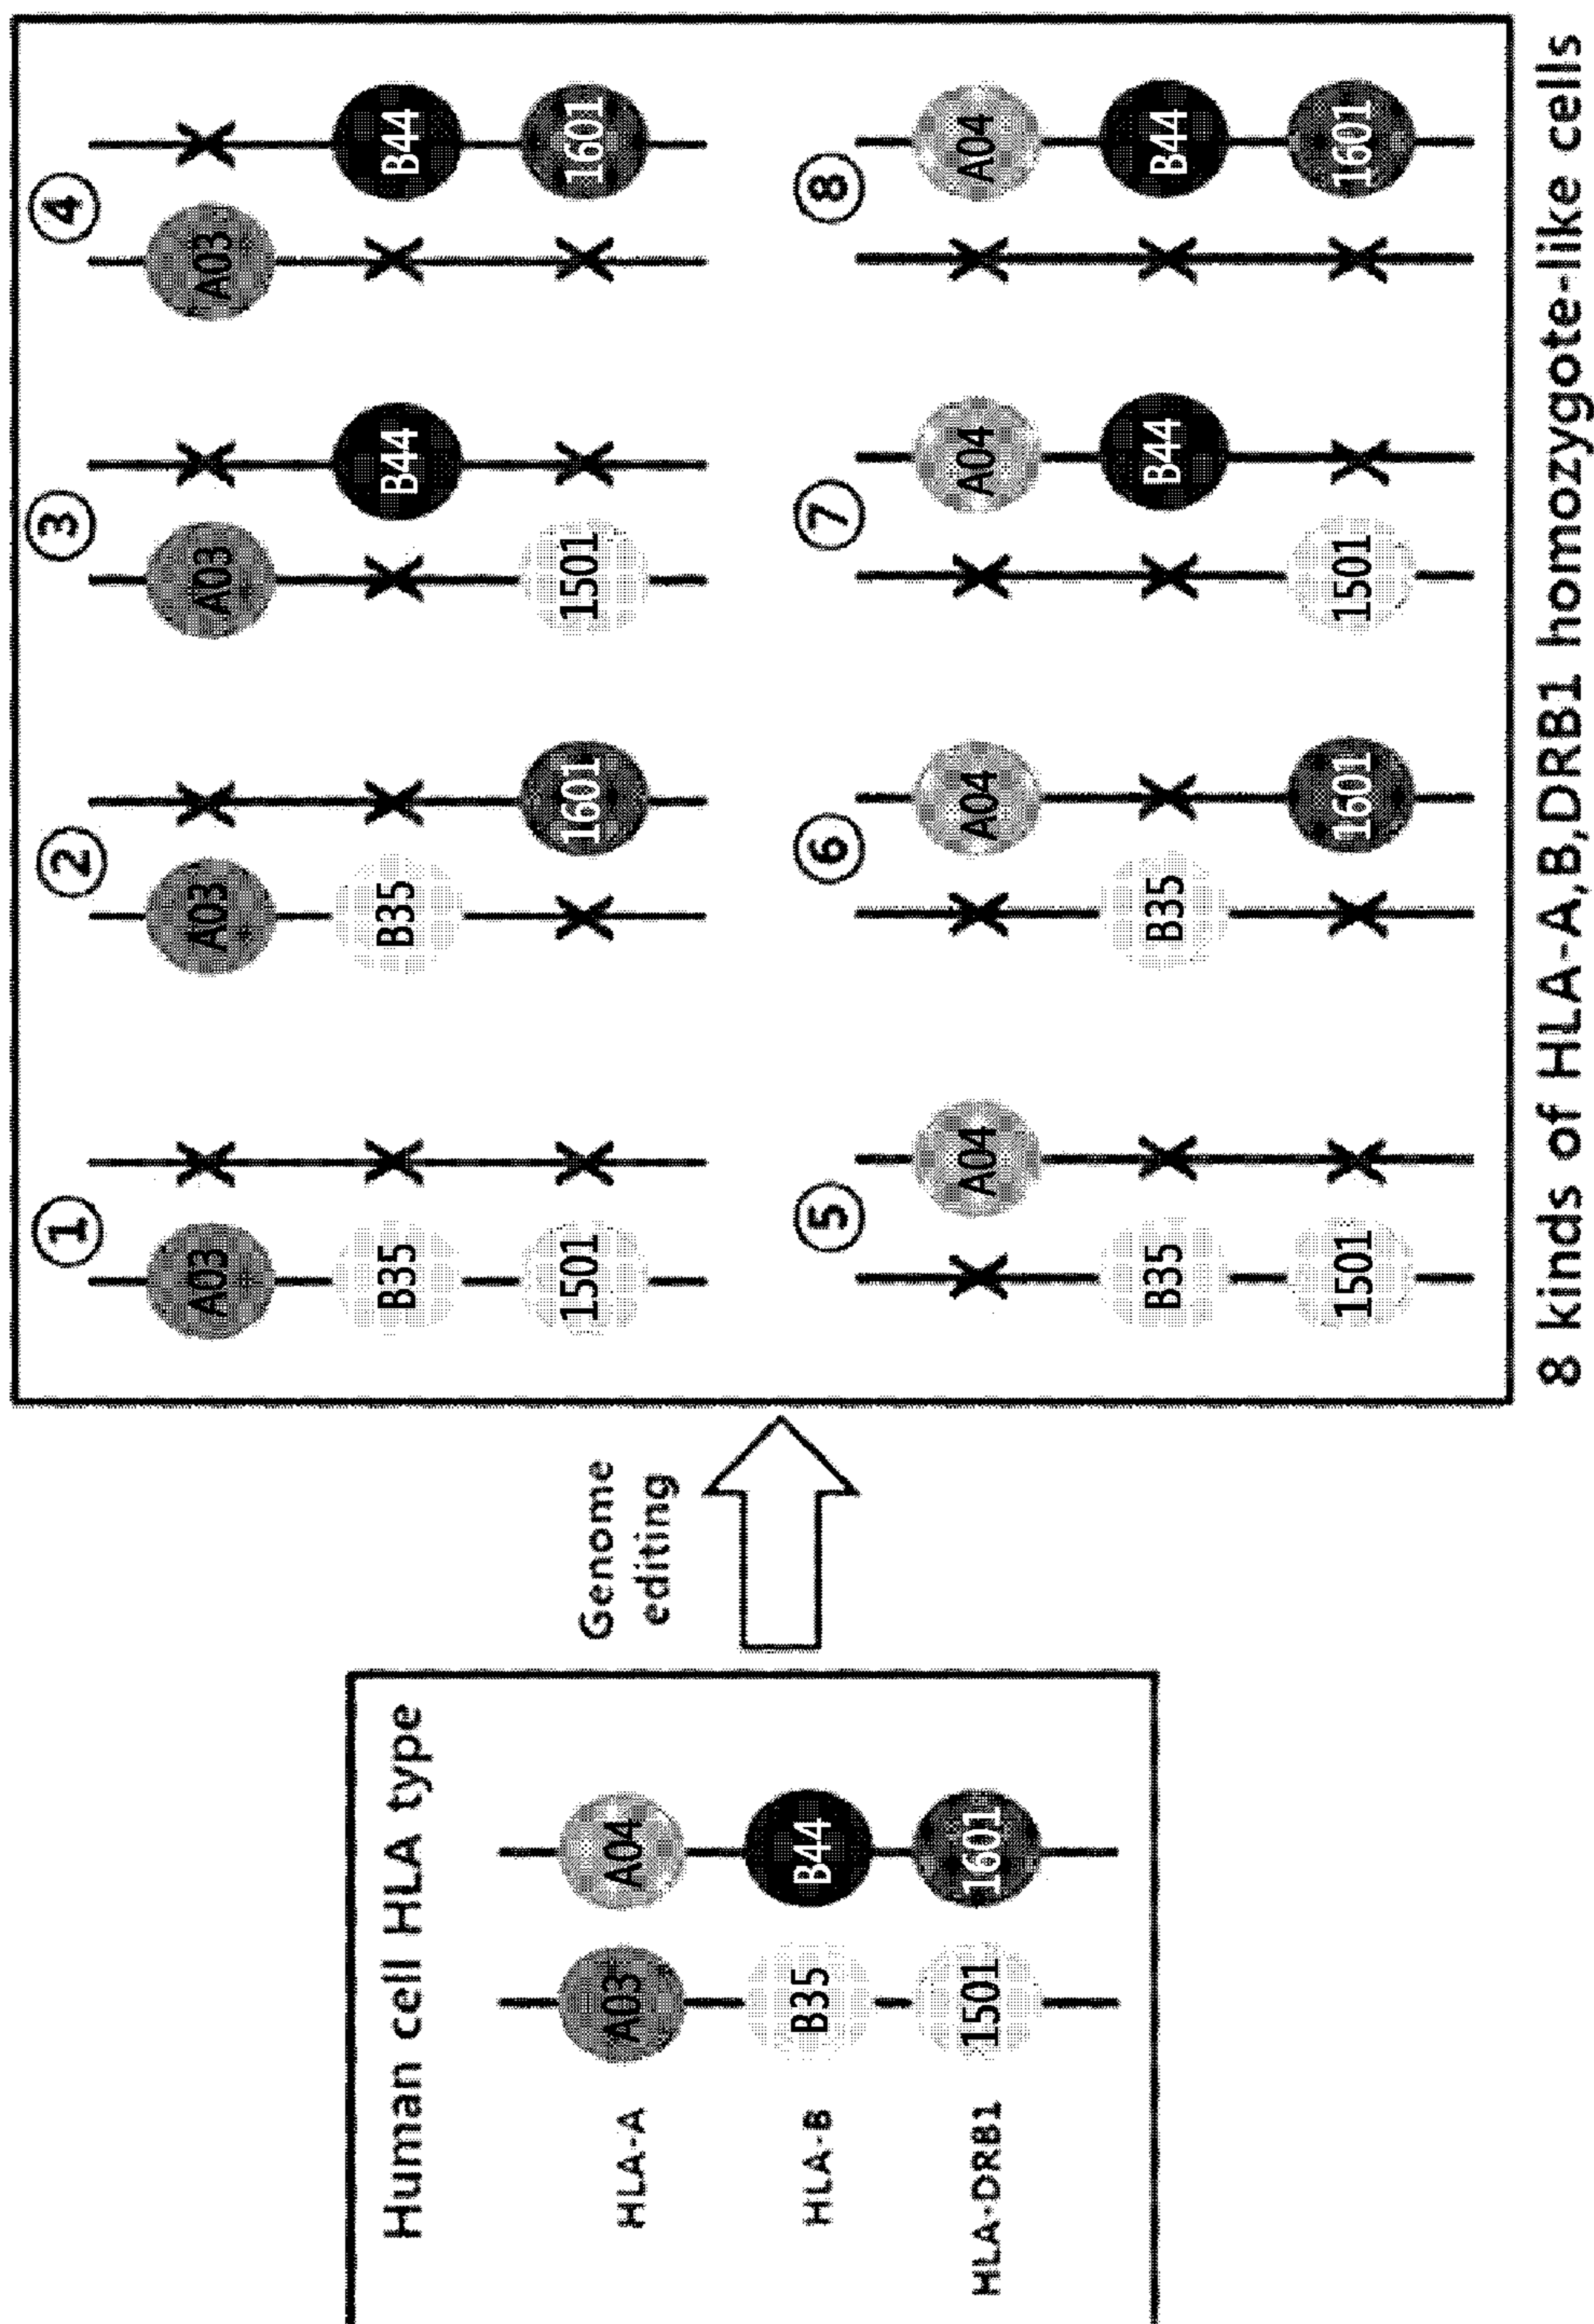 Human cell HLA type
HLA-A
A03
A04
HLA-B
B35
B44
HLA-DRB1
1501
1601
Genome
editing
1
A03
B35
1501
2
A03
B35
1601
3
A03
B44
1501
4
A03
B44
1601
5
A04
B35
1501
6
A04
B35
1601
7
A04
B44
1501
8
A04
B44
1601
8 kinds of HLA-A,B,DRB1 homozygote-like cells